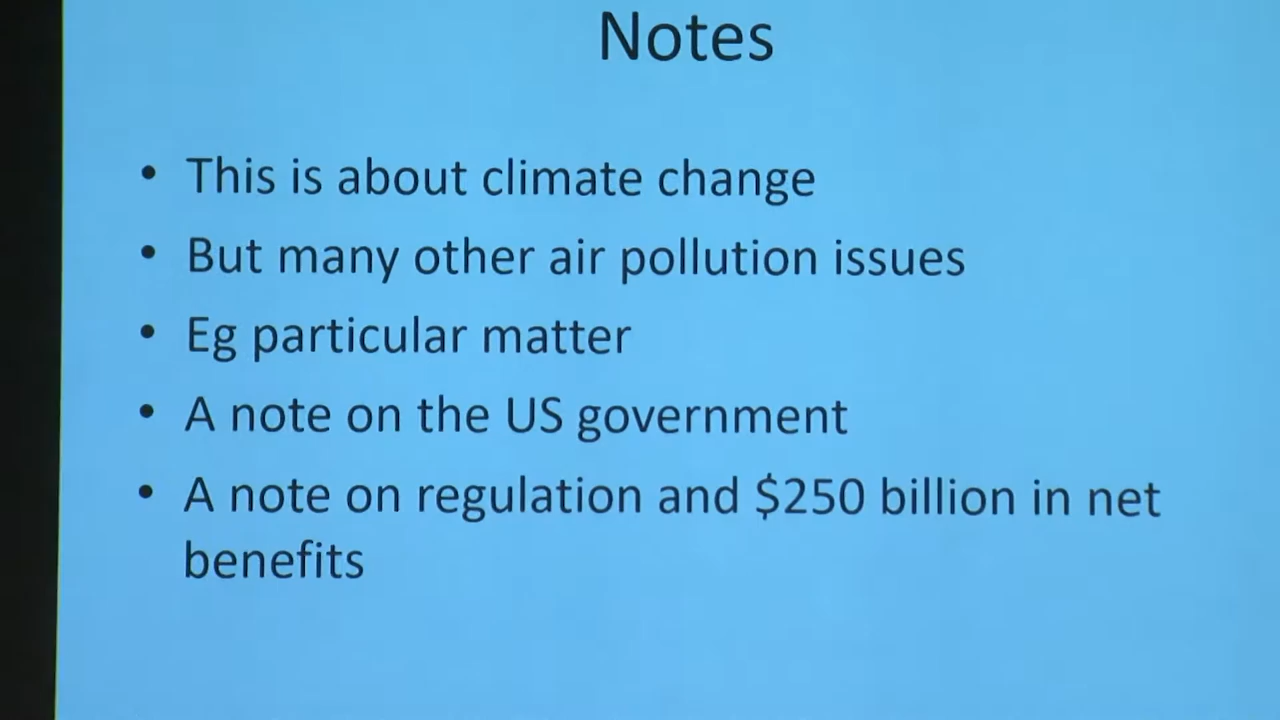 Notes
• This is about climate change
• But many other air pollution issues
• Eg particular matter
• A note on the US government
• A note on regulation and $250 billion in net
benefits